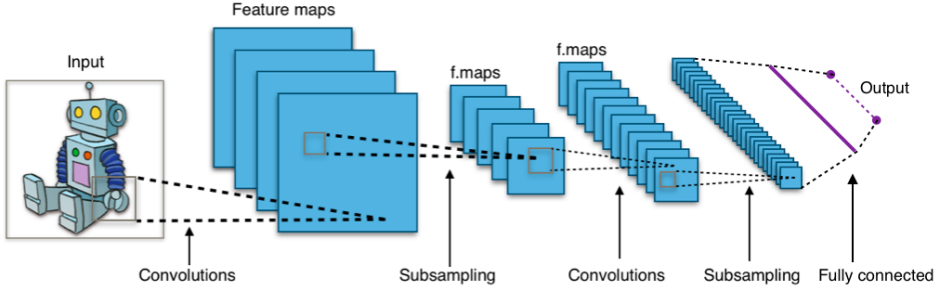 Feature maps
Input
f.maps
f.maps
Output
Convolutions
Subsampling
Convolutions
Subsampling
Fully connected